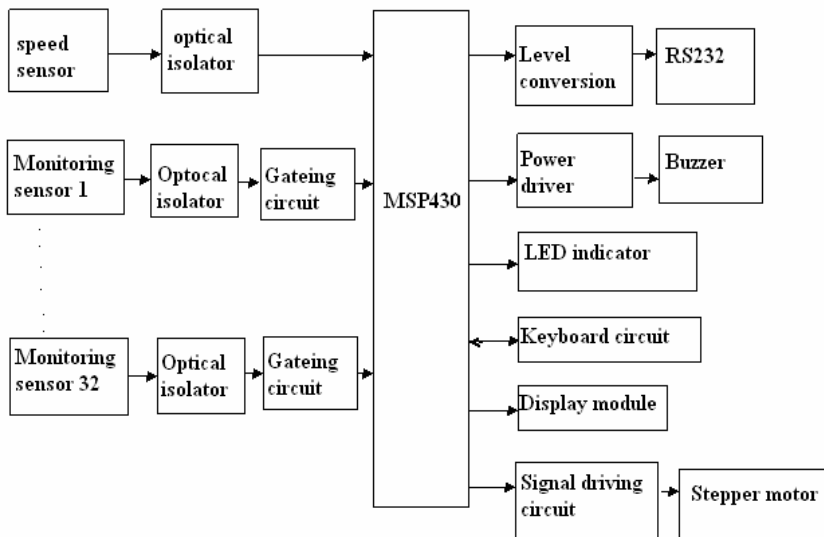 speed
sensor
optical
isolator
Level
conversion
RS232
Monitoring
sensor 1
Optocal
isolator
Gateing
circuit
MSP430
Power
driver
Buzzer
LED indicator
Keyboard circuit
Monitoring
sensor 32
Optical
isolator
Gateing
circuit
Display module
Signal driving
circuit
Stepper motor